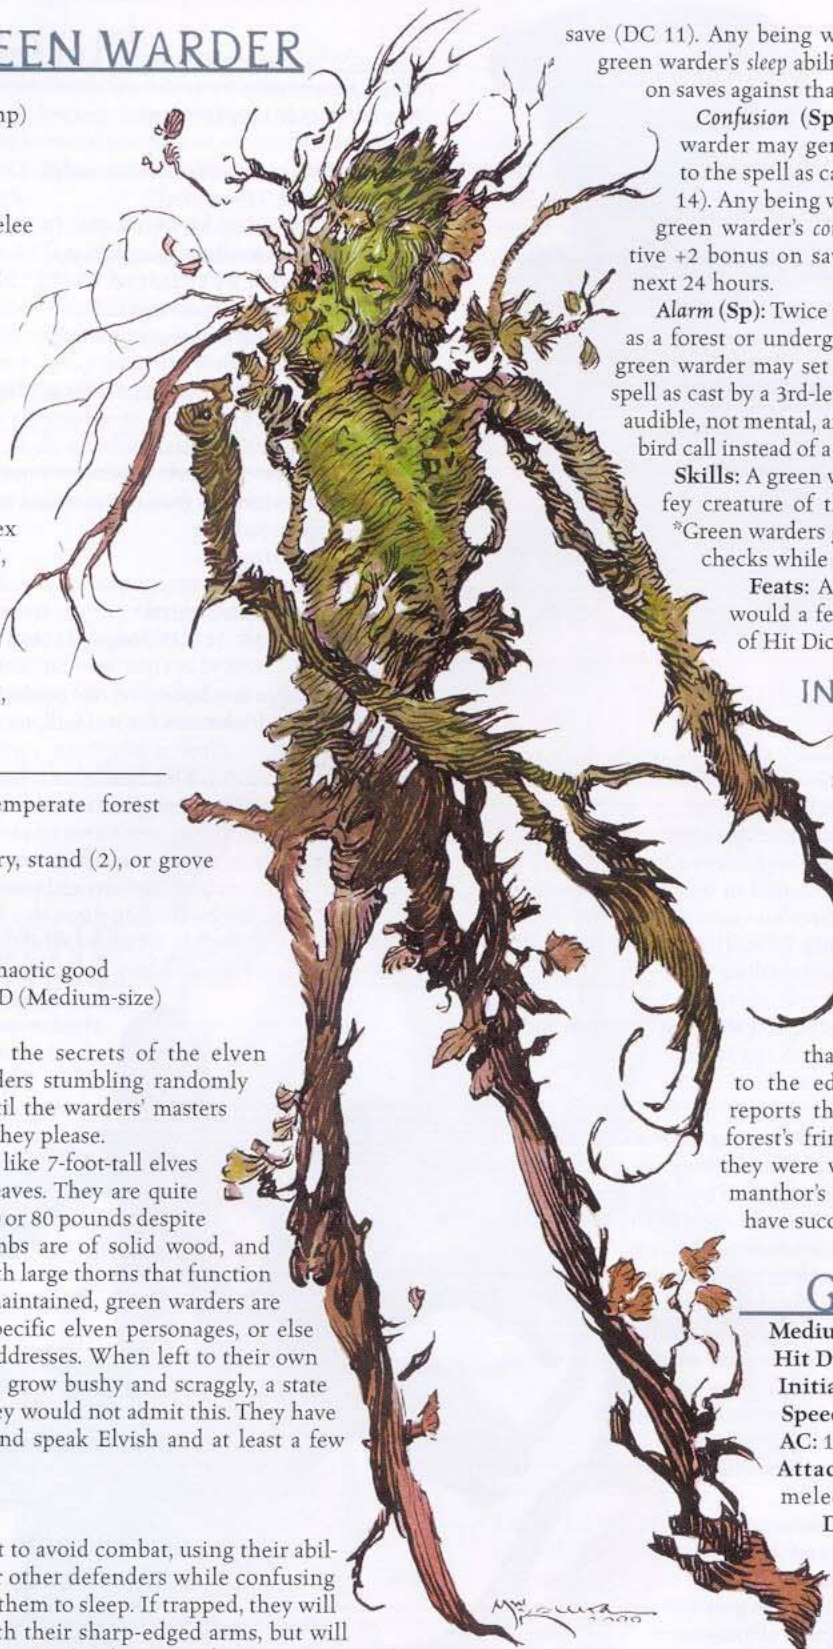 EEN WARDER
mp)
elee
ex
emperate forest
ry, stand (2), or grove
haotic good
D (Medium-size)
the secrets of the elven
ders stumbling randomly
til the warders' masters
they please.
like 7-foot-tall elves
eaves. They are quite
or 80 pounds despite
mbs are of solid wood, and
th large thorns that function
maintained, green warders are
pecific elven personages, or else
ddresses. When left to their own
grow bushy and scraggly, a state
ey would not admit this. They have
nd speak Elvish and at least a few
t to avoid combat, using their abil-
r other defenders while confusing
them to sleep. If trapped, they will
th their sharp-edged arms, but will
save (DC 11). Any being w
green warder's sleep abili
on saves against tha
Confusion (Sp
warder may gen
to the spell as ca
14). Any being w
green warder's co
tive +2 bonus on sa
next 24 hours.
Alarm (Sp): Twice
as a forest or underg
green warder may set
spell as cast by a 3rd-le
audible, not mental, a
bird call instead of a
Skills: A green w
fey creature of t
*Green warders g
checks while
Feats: A
would a fe
of Hit Dic
IN
tha
to the ed
reports th
forest's frin
they were w
manthor's
have succ
G
Mediu
Hit D
Initia
Speed
AC: 1
Attac
mele
D